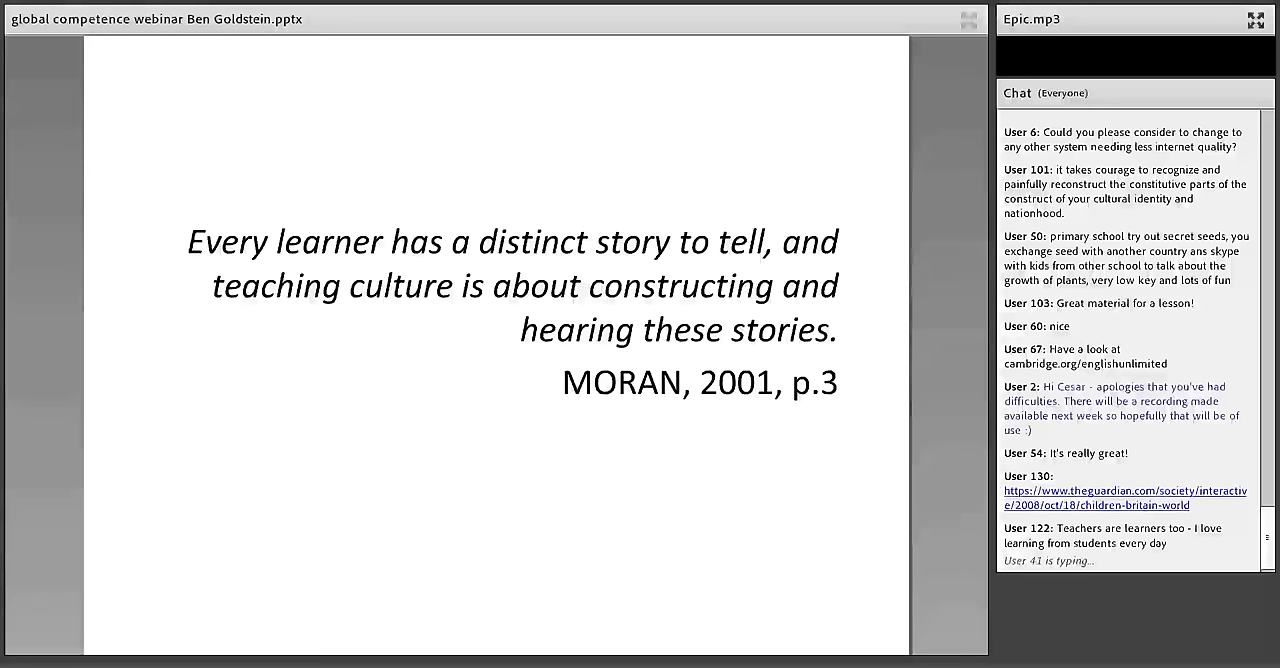 global competence webinar Ben Goldstein.pptx
Every learner has a distinct story to tell, and
teaching culture is about constructing and
hearing these stories.
MORAN, 2001, p.3
Epic.mp3
Chat (Everyone)
User 6: Could you please consider to change to
any other system needing less internet quality?
User 101: it takes courage to recognize and
painfully reconstruct the constitutive parts of the
construct of your cultural identity and
nationhood.
User 50: primary school try out secret seeds, you
exchange seed with another country ans skype
with kids from other school to talk about the
growth of plants, very low key and lots of fun
User 103: Great material for a lesson!
User 60: nice
User 67: Have a look at
cambridge.org/englishunlimited
User 2: Hi Cesar - apologies that you've had
difficulties. There will be a recording made
available next week so hopefully that will be of
use :)
User 54: It's really great!
User 130:
https://www.theguardian.com/society/interactiv
e/2008/oct/18/children-britain-world
User 122: Teachers are learners too - I love
learning from students every day
User 41 is typing...